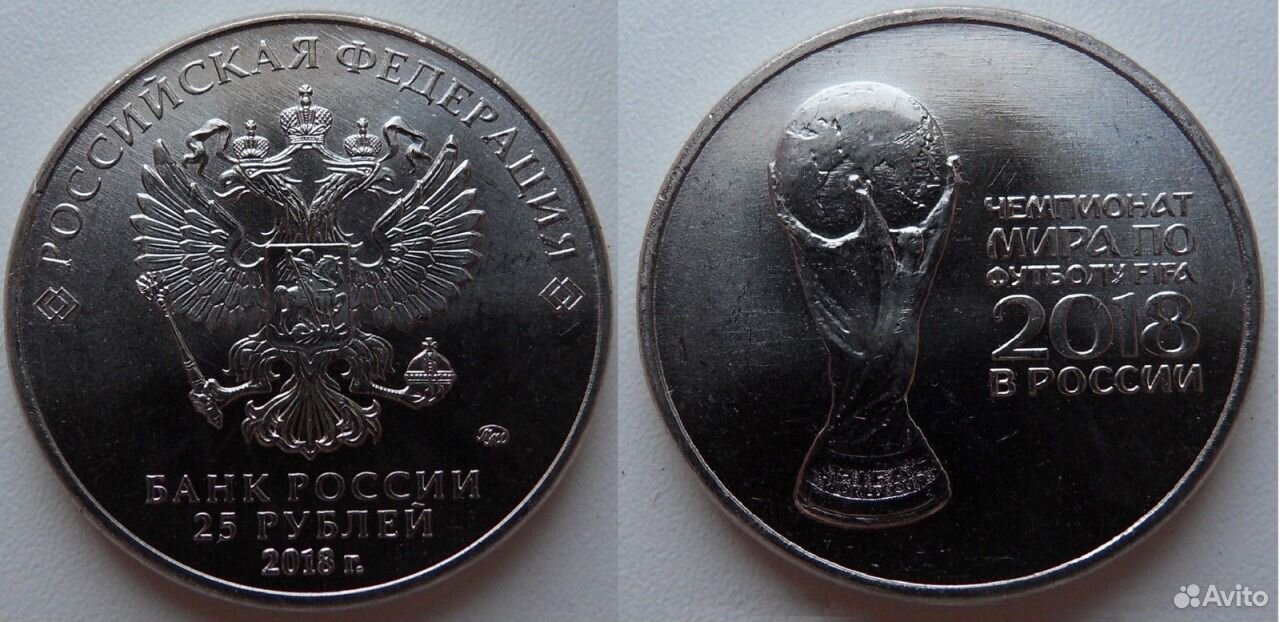 РОССИЙСКАЯ ФЕДЕРАЦИЯ
БАНК РОССИИ
25 РУБЛЕЙ
2018 г.
ЧЕМПИОНАТ
МИРА ПО
ФУТБОЛУ FIFA
2018
В РОССИИ
Avito